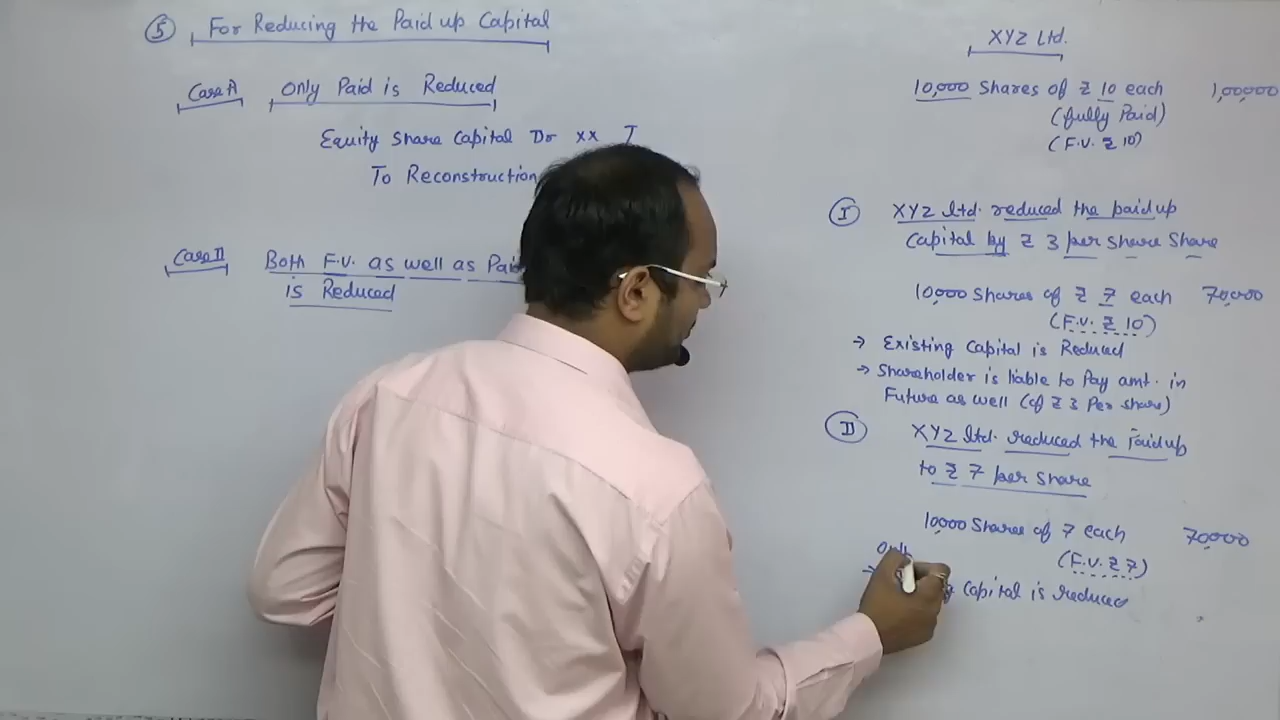 ⑤ For Reducing the Paid up Capital
Case A Only Paid is Reduced
Equity Share Capital Dr xx
To Reconstruction
Case B Both F.V. as well as
is Reduced
XYZ Ltd.
10,000 Shares of ₹ 10 each 1,00,000
(fully Paid)
(F.V. ₹ 10)
Ⓘ XYZ ltd. reduced the paid up
Capital by ₹ 3 per share Share
10,000 Shares of ₹ 7 each 70,000
(F.V. ₹ 10)
→ Existing Capital is Reduced
→ Shareholder is liable to Pay amt. in
Future as well (of ₹ 3 Per share)
XYZ ltd. reduced the Paid up
to ₹ 7 per share
10,000 Shares of 7 each 70,000
(F.V. ₹ 7)
→ Capital is reduced